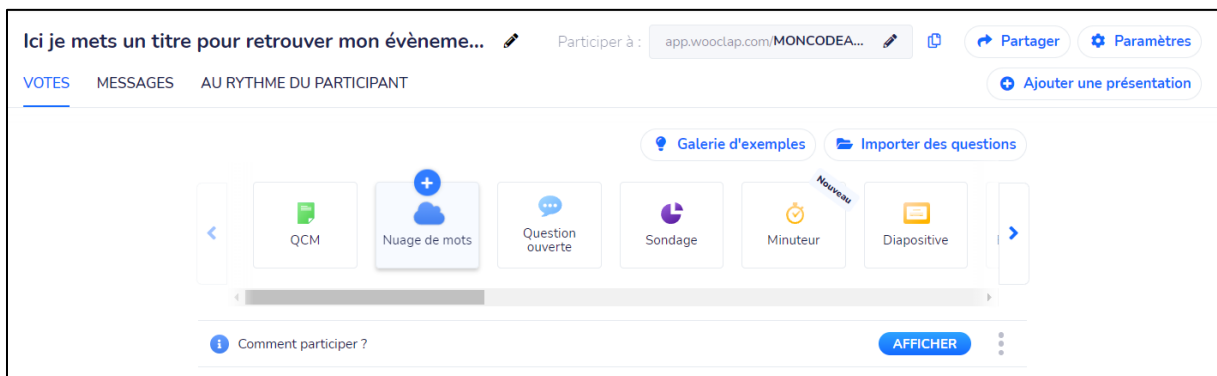 Ici je mets un titre pour retrouver mon évèneme...
Participer à : app.wooclap.com/MONCODEA...
Partager
Paramètres
VOTES MESSAGES AU RYTHME DU PARTICIPANT
Ajouter une présentation
Galerie d'exemples
Importer des questions
Nouveau
QCM
Nuage de mots
Question
ouverte
Sondage
Minuteur
Diapositive
Comment participer ?
AFFICHER